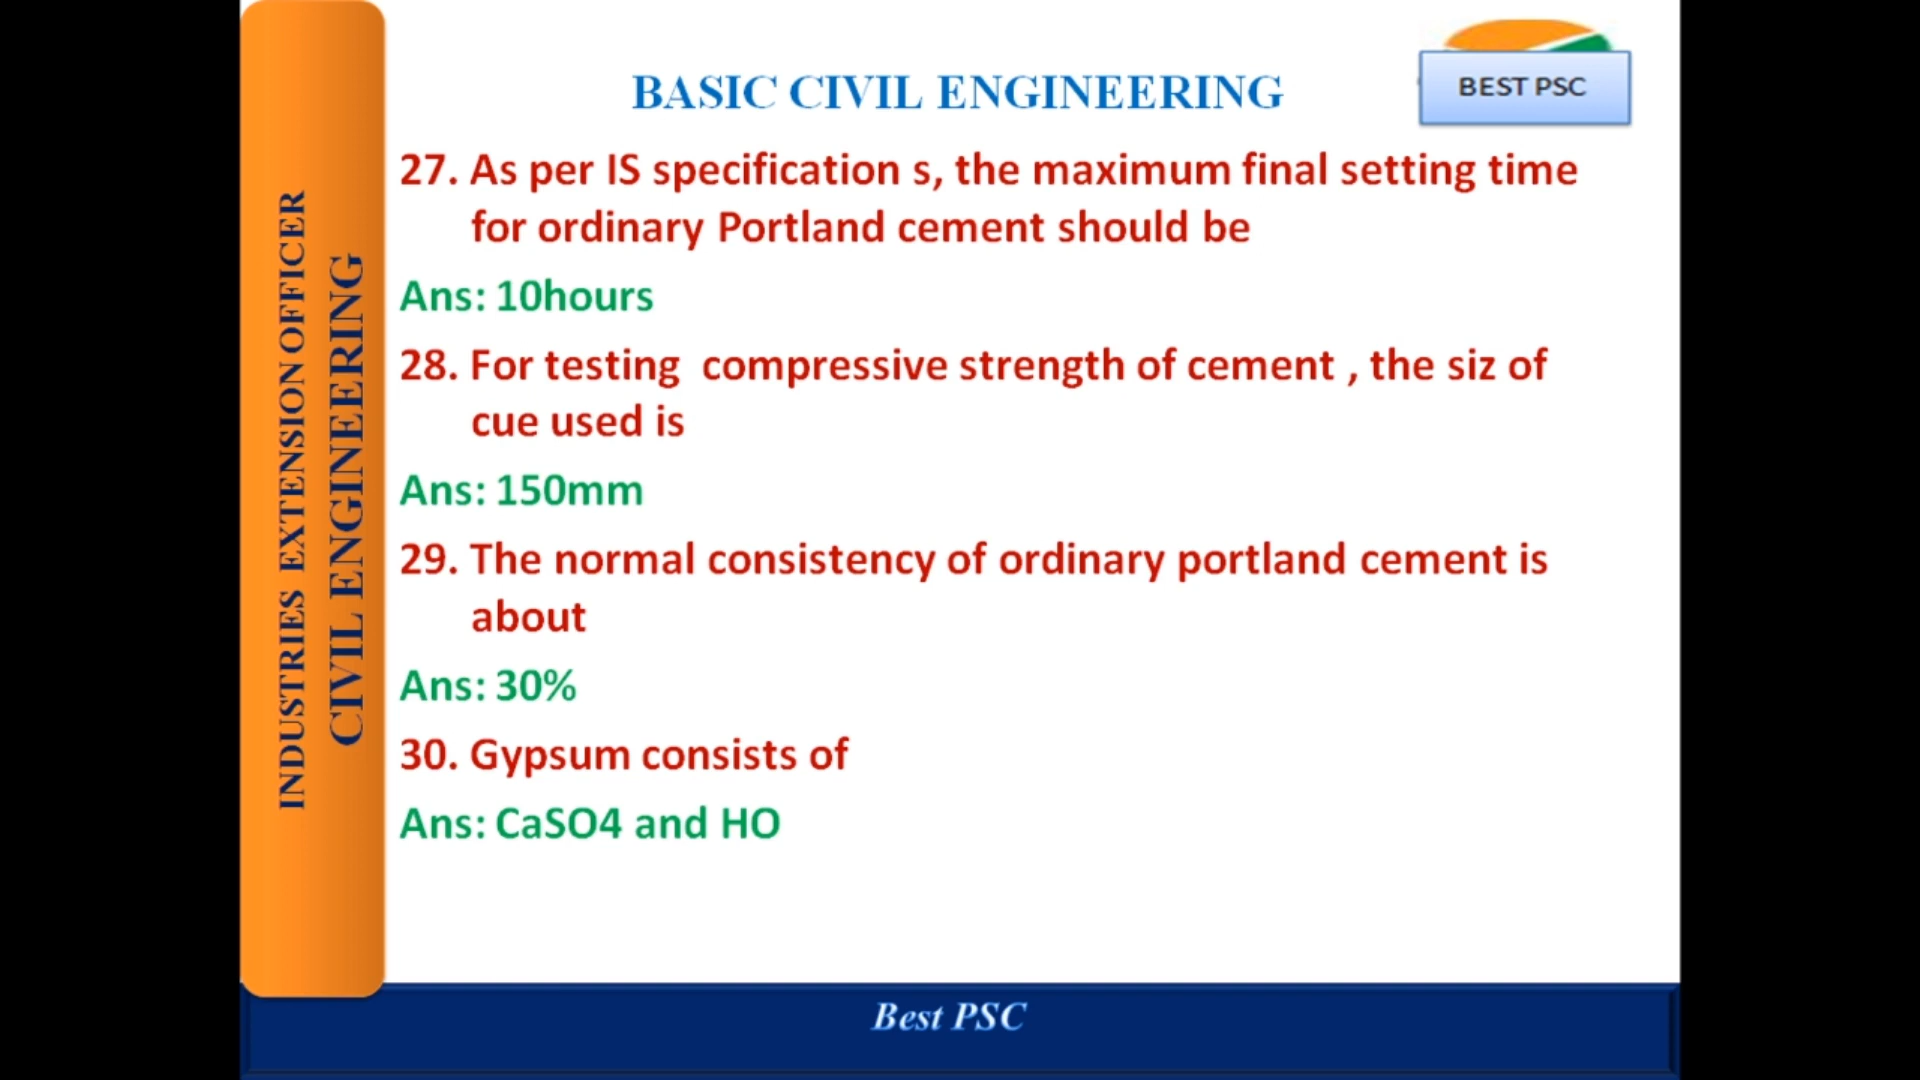 BASIC CIVIL ENGINEERING
BEST PSC
INDUSTRIES EXTENSION OFFICER
CIVIL ENGINEERING
27. As per IS specification s, the maximum final setting time
for ordinary Portland cement should be
Ans: 10hours
28. For testing compressive strength of cement , the siz of
cue used is
Ans: 150mm
29. The normal consistency of ordinary portland cement is
about
Ans: 30%
30. Gypsum consists of
Ans: CaSO4 and HO
Best PSC